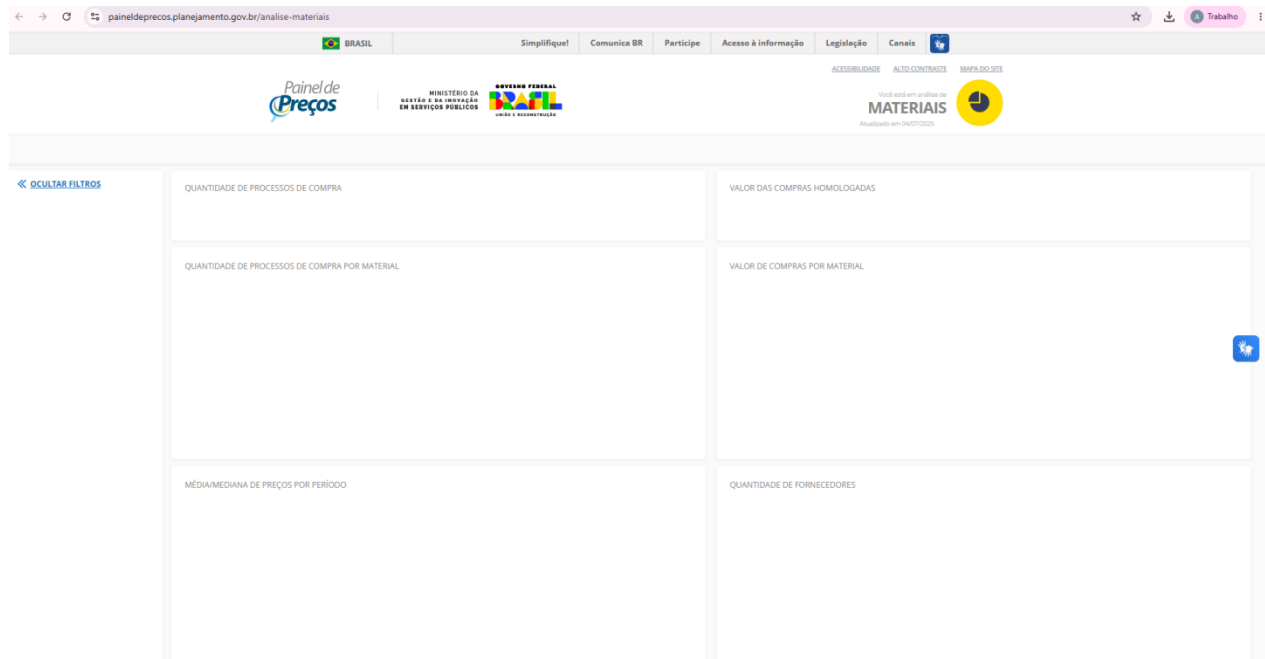 paineldeprecos.planejamento.gov.br/analise-materiais
A Trabalho
BRASIL Simplifique! Comunica BR Participe Acesso à informação Legislação Canais
ACESSIBILIDADE ALTO CONTRASTE MAPA DO SITE
Painel de
Preços
MINISTÉRIO DA
GESTÃO E DA INOVAÇÃO
EM SERVIÇOS PÚBLICOS
GOVERNO FEDERAL
BRASIL
UNIÃO E RECONSTRUÇÃO
Você está em análise de
MATERIAIS
Atualizado em 04/07/2025
OCULTAR FILTROS
QUANTIDADE DE PROCESSOS DE COMPRA
VALOR DAS COMPRAS HOMOLOGADAS
QUANTIDADE DE PROCESSOS DE COMPRA POR MATERIAL
VALOR DE COMPRAS POR MATERIAL
MÉDIA/MEDIANA DE PREÇOS POR PERÍODO
QUANTIDADE DE FORNECEDORES